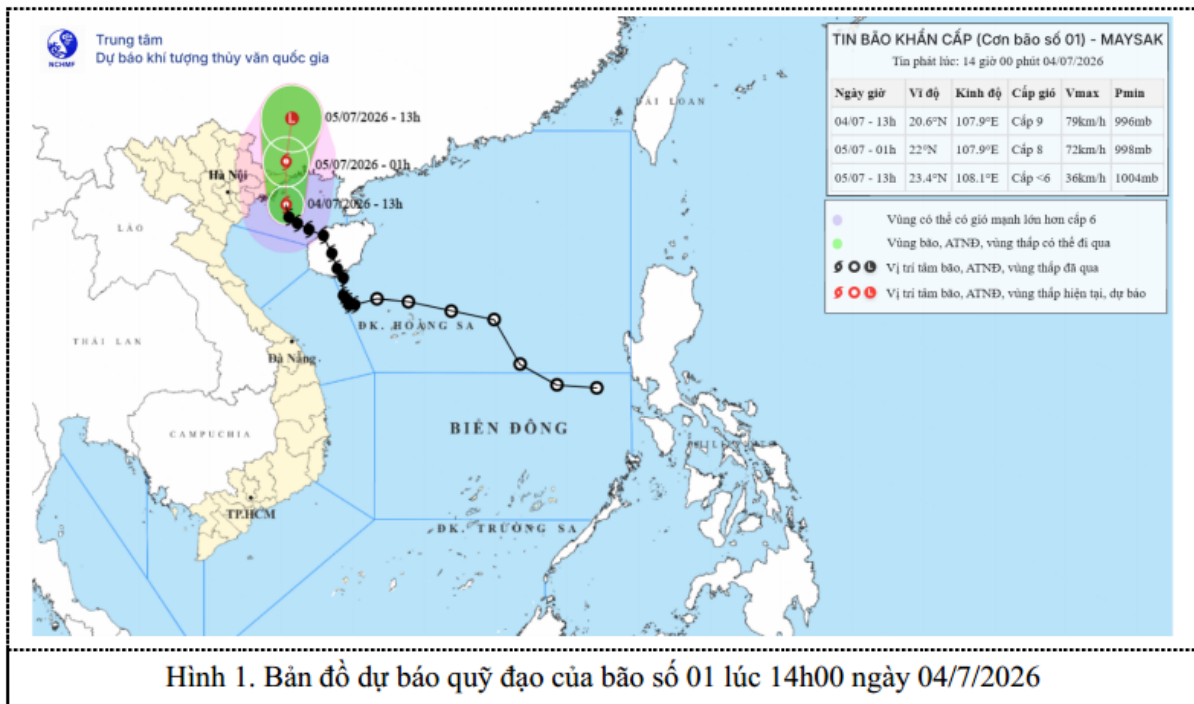 NCHMF
Trung tâm
Dự báo khí tượng thủy văn quốc gia
TIN BÃO KHẨN CẤP (Cơn bão số 01) - MAYSAK
Tin phát lúc: 14 giờ 00 phút 04/07/2026
Ngày giờ Vĩ độ Kinh độ Cấp gió Vmax Pmin
04/07 - 13h 20.6°N 107.9°E Cấp 9 79km/h 996mb
05/07 - 01h 22°N 107.9°E Cấp 8 72km/h 998mb
05/07 - 13h 23.4°N 108.1°E Cấp <6 36km/h 1004mb
Vùng có thể có gió mạnh lớn hơn cấp 6
Vùng bão, ATNĐ, vùng thấp có thể đi qua
Vị trí tâm bão, ATNĐ, vùng thấp đã qua
Vị trí tâm bão, ATNĐ, vùng thấp hiện tại, dự báo
ĐÀI LOAN
L
05/07/2026 - 13h
05/07/2026 - 01h
Hà Nội
04/07/2026 - 13h
LÀO
ĐK. HOÀNG SA
THÁI LAN
Đà Nẵng
BIỂN ĐÔNG
CAMPUCHIA
TP.HCM
ĐK. TRƯỜNG SA
Hình 1. Bản đồ dự báo quỹ đạo của bão số 01 lúc 14h00 ngày 04/7/2026